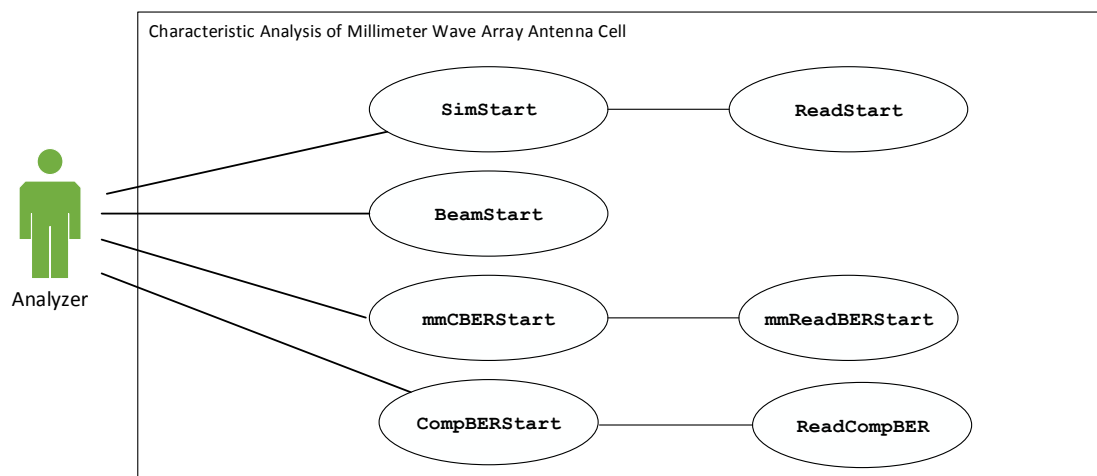 Characteristic Analysis of Millimeter Wave Array Antenna Cell
SimStart
ReadStart
BeamStart
Analyzer
mmCBERStart
mmReadBERStart
CompBERStart
ReadCompBER